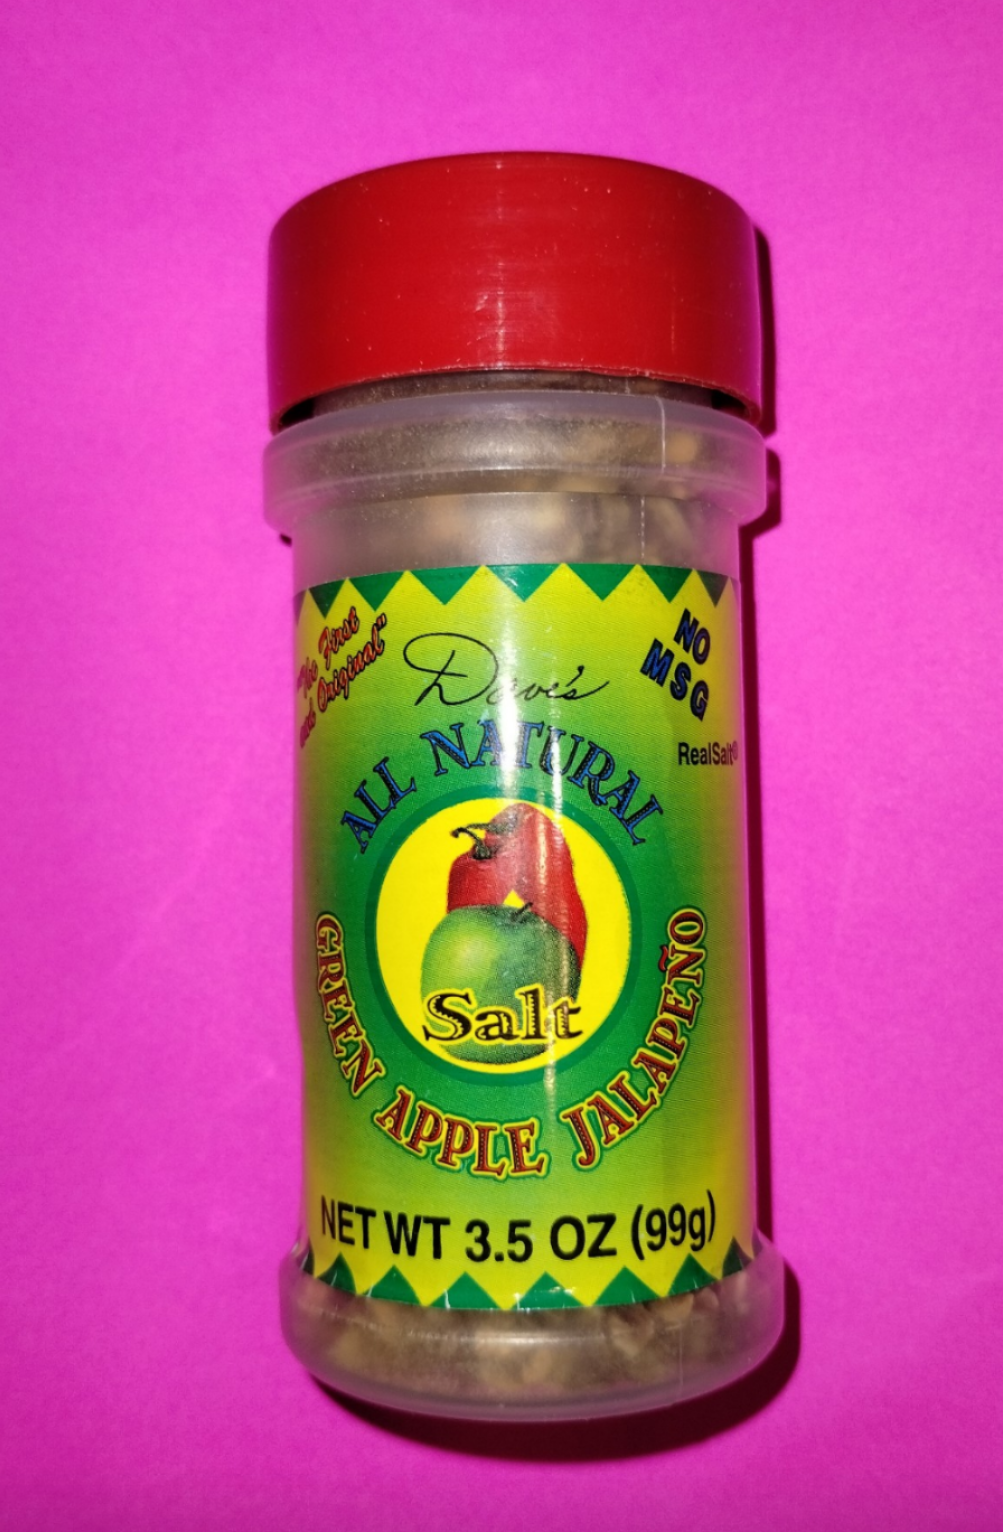 "The First
and Original"
Dave's
NO
MSG
RealSalt®
ALL NATURAL
Salt
GREEN APPLE JALAPEÑO
NET WT 3.5 OZ (99g)